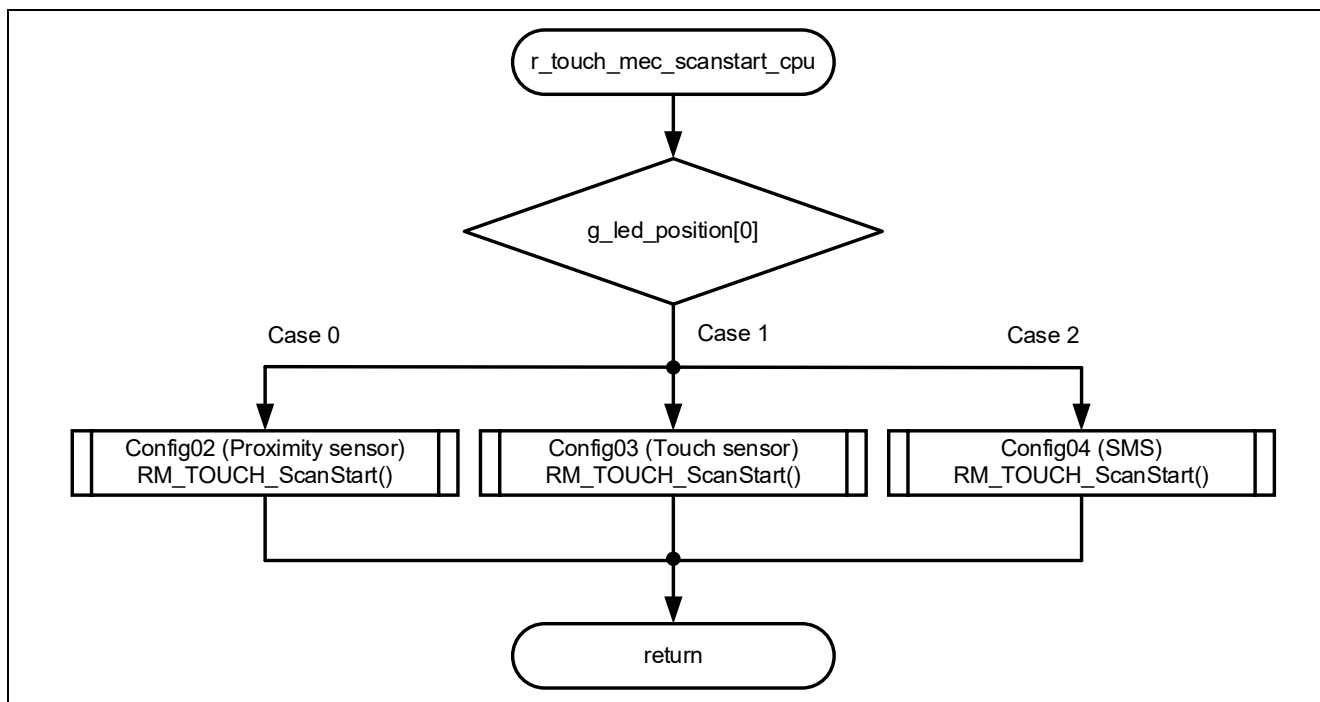 r_touch_mec_scanstart_cpu
g_led_position[0]
Case 0
Case 1
Case 2
Config02 (Proximity sensor)
RM_TOUCH_ScanStart()
Config03 (Touch sensor)
RM_TOUCH_ScanStart()
Config04 (SMS)
RM_TOUCH_ScanStart()
return